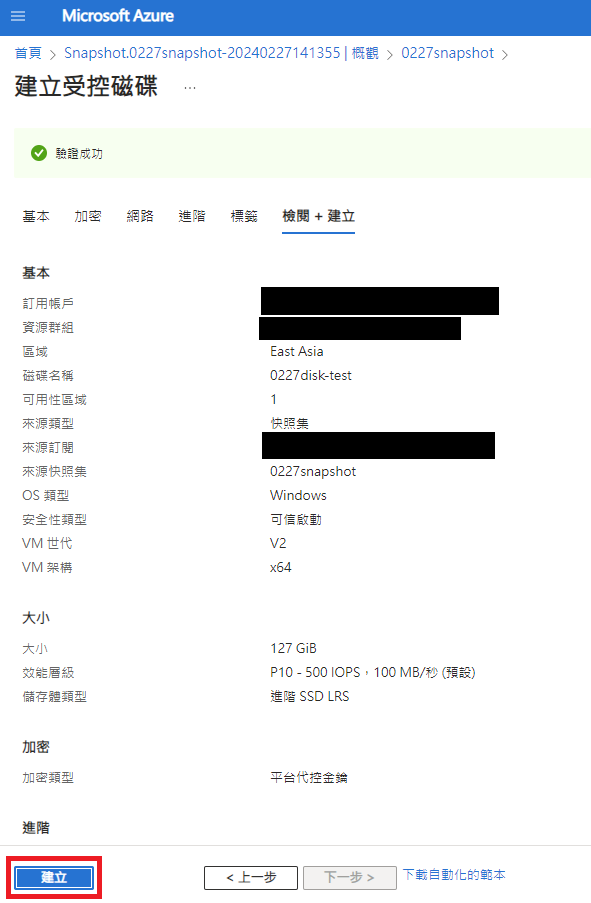 Microsoft Azure
首頁 > Snapshot.0227snapshot-20240227141355 | 概觀 > 0227snapshot >
建立受控磁碟 ...
驗證成功
基本 加密 網路 進階 標籤 檢閱 + 建立
基本
訂用帳戶
資源群組
區域 East Asia
磁碟名稱 0227disk-test
可用性區域 1
來源類型 快照集
來源訂閱
來源快照集 0227snapshot
OS 類型 Windows
安全性類型 可信啟動
VM 世代 V2
VM 架構 x64
大小
大小 127 GiB
效能層級 P10 - 500 IOPS，100 MB/秒 (預設)
儲存體類型 進階 SSD LRS
加密
加密類型 平台代控金鑰
進階
建立 < 上一步 下一步 > 下載自動化的範本